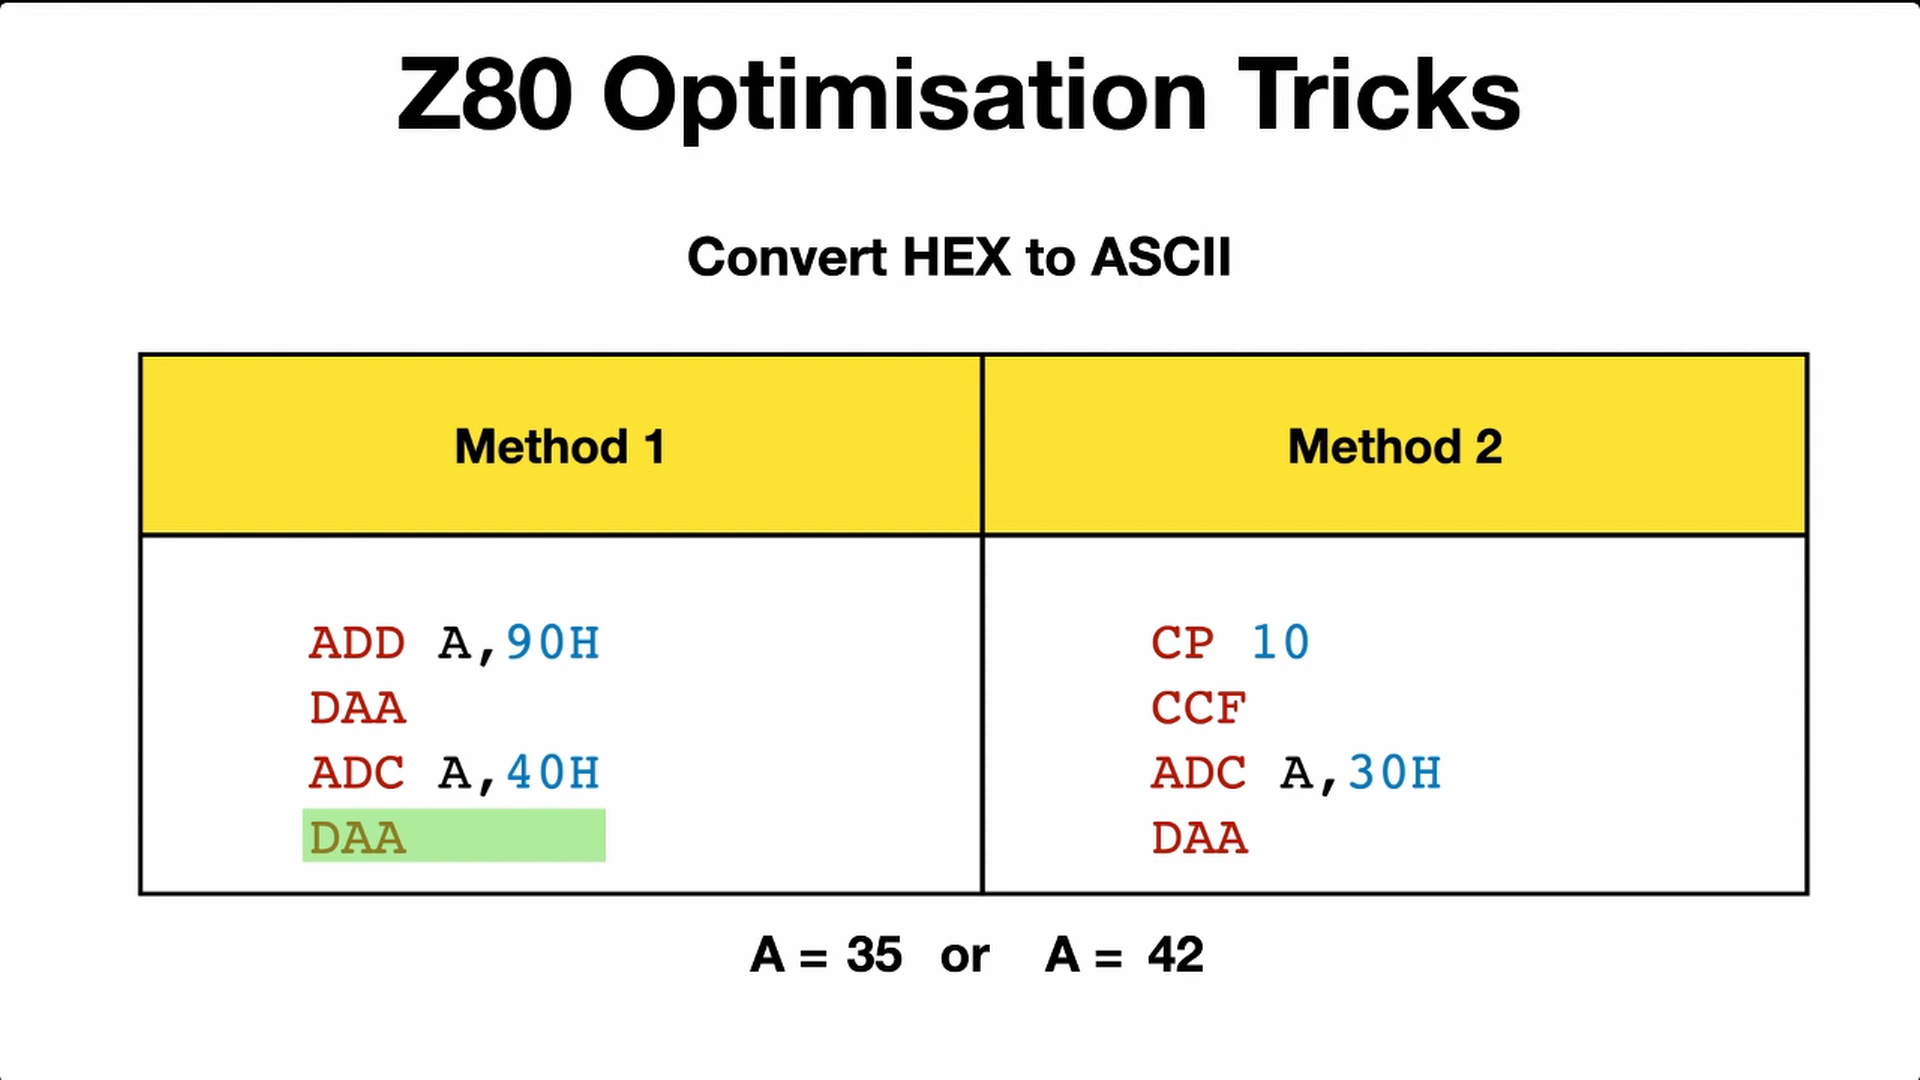 Z80 Optimisation Tricks
Convert HEX to ASCII
Method 1
Method 2
ADD A,90H
DAA
ADC A,40H
DAA
CP 10
CCF
ADC A,30H
DAA
A = 35 or A = 42